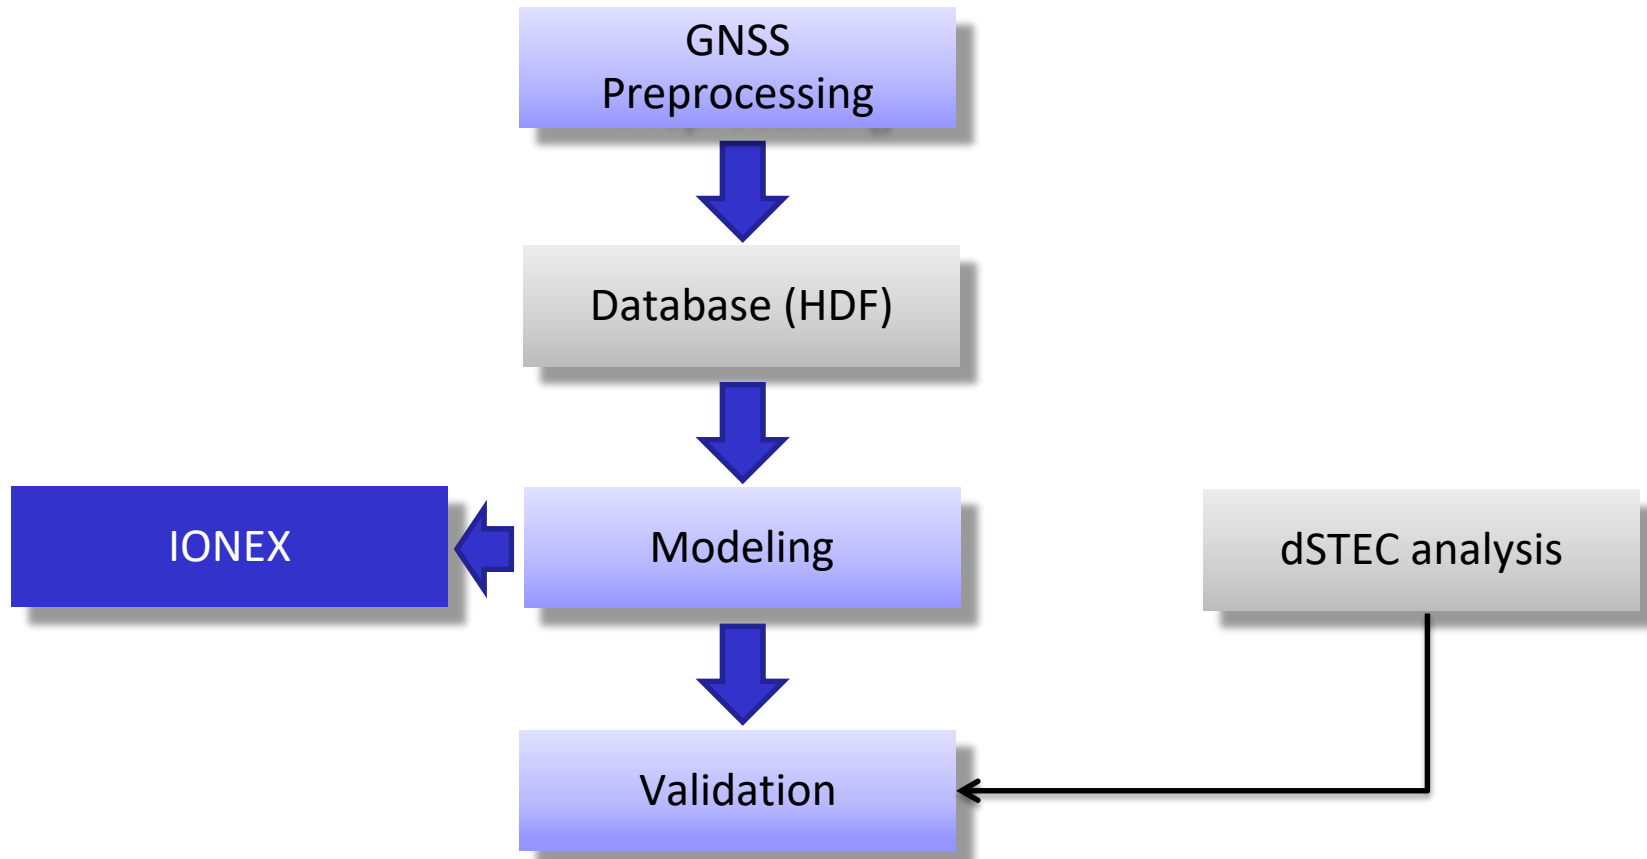 GNSS
Preprocessing
Database (HDF)
IONEX
Modeling
dSTEC analysis
Validation